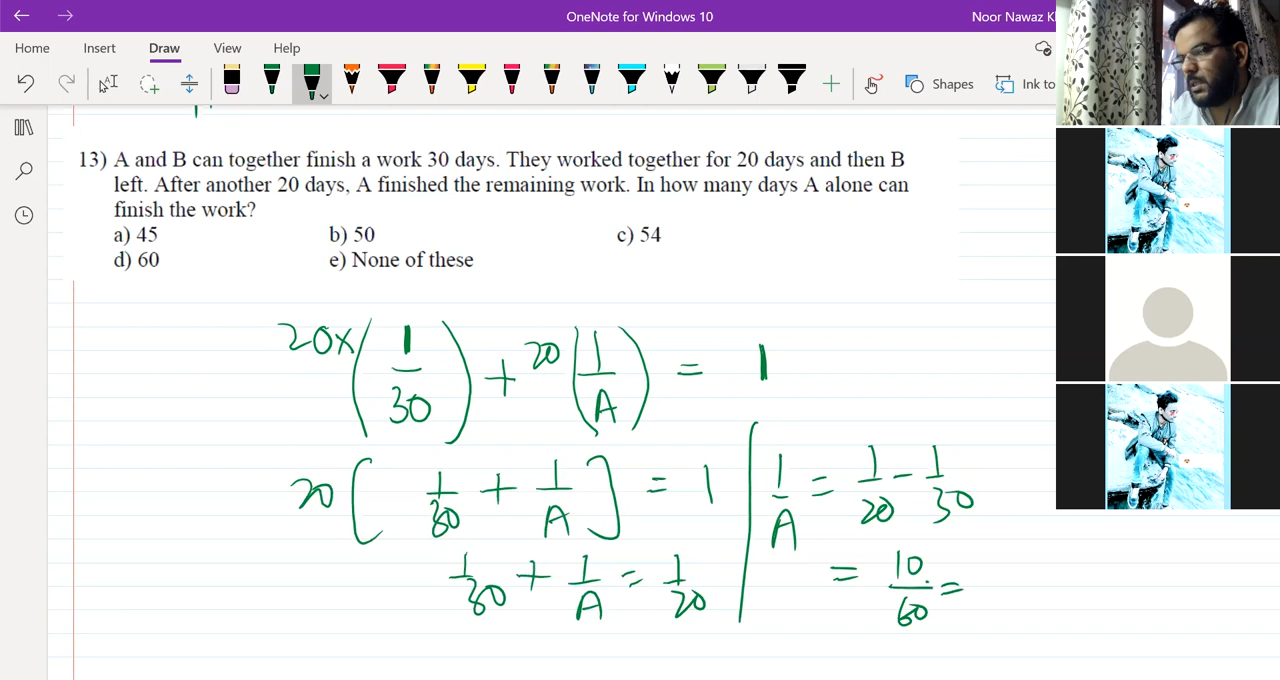 OneNote for Windows 10
Noor Nawaz Kl
Home Insert Draw View Help
Shapes
Ink to
13) A and B can together finish a work 30 days. They worked together for 20 days and then B
left. After another 20 days, A finished the remaining work. In how many days A alone can
finish the work?
a) 45 b) 50 c) 54
d) 60 e) None of these
20×(1/30) + 20(1/A) = 1
20[1/30 + 1/A] = 1
1/30 + 1/A = 1/20
1/A = 1/20 - 1/30
= 10/60 =